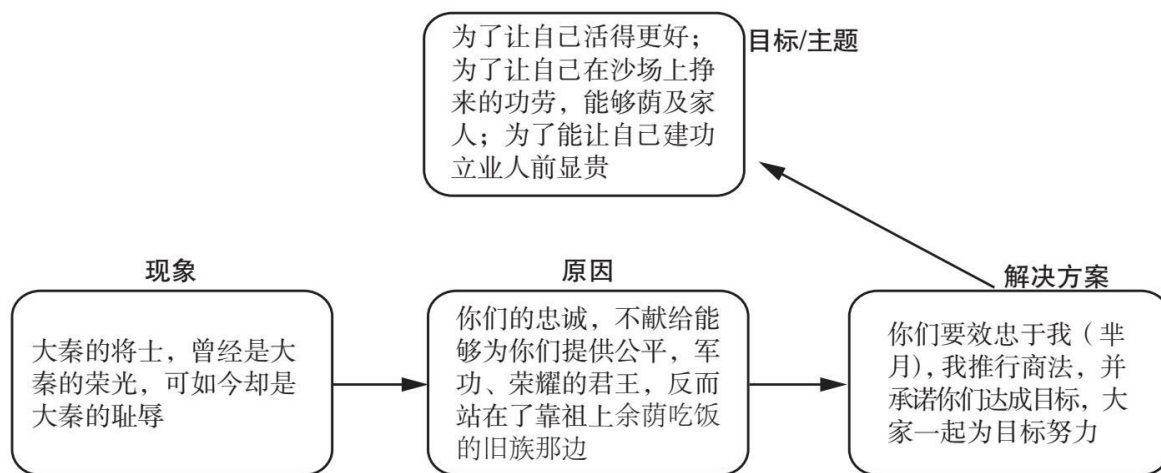 为了让自己活得更好；
为了让自己在沙场上挣
来的功劳，能够荫及家
人；为了能让自己建功
立业人前显贵
目标/主题
现象
大秦的将士，曾经是大
秦的荣光，可如今却是
大秦的耻辱
原因
你们的忠诚，不献给能
够为你们提供公平，军
功、荣耀的君王，反而
站在了靠祖上余荫吃饭
的旧族那边
解决方案
你们要效忠于我（芈
月），我推行商法，并
承诺你们达成目标，大
家一起为目标努力